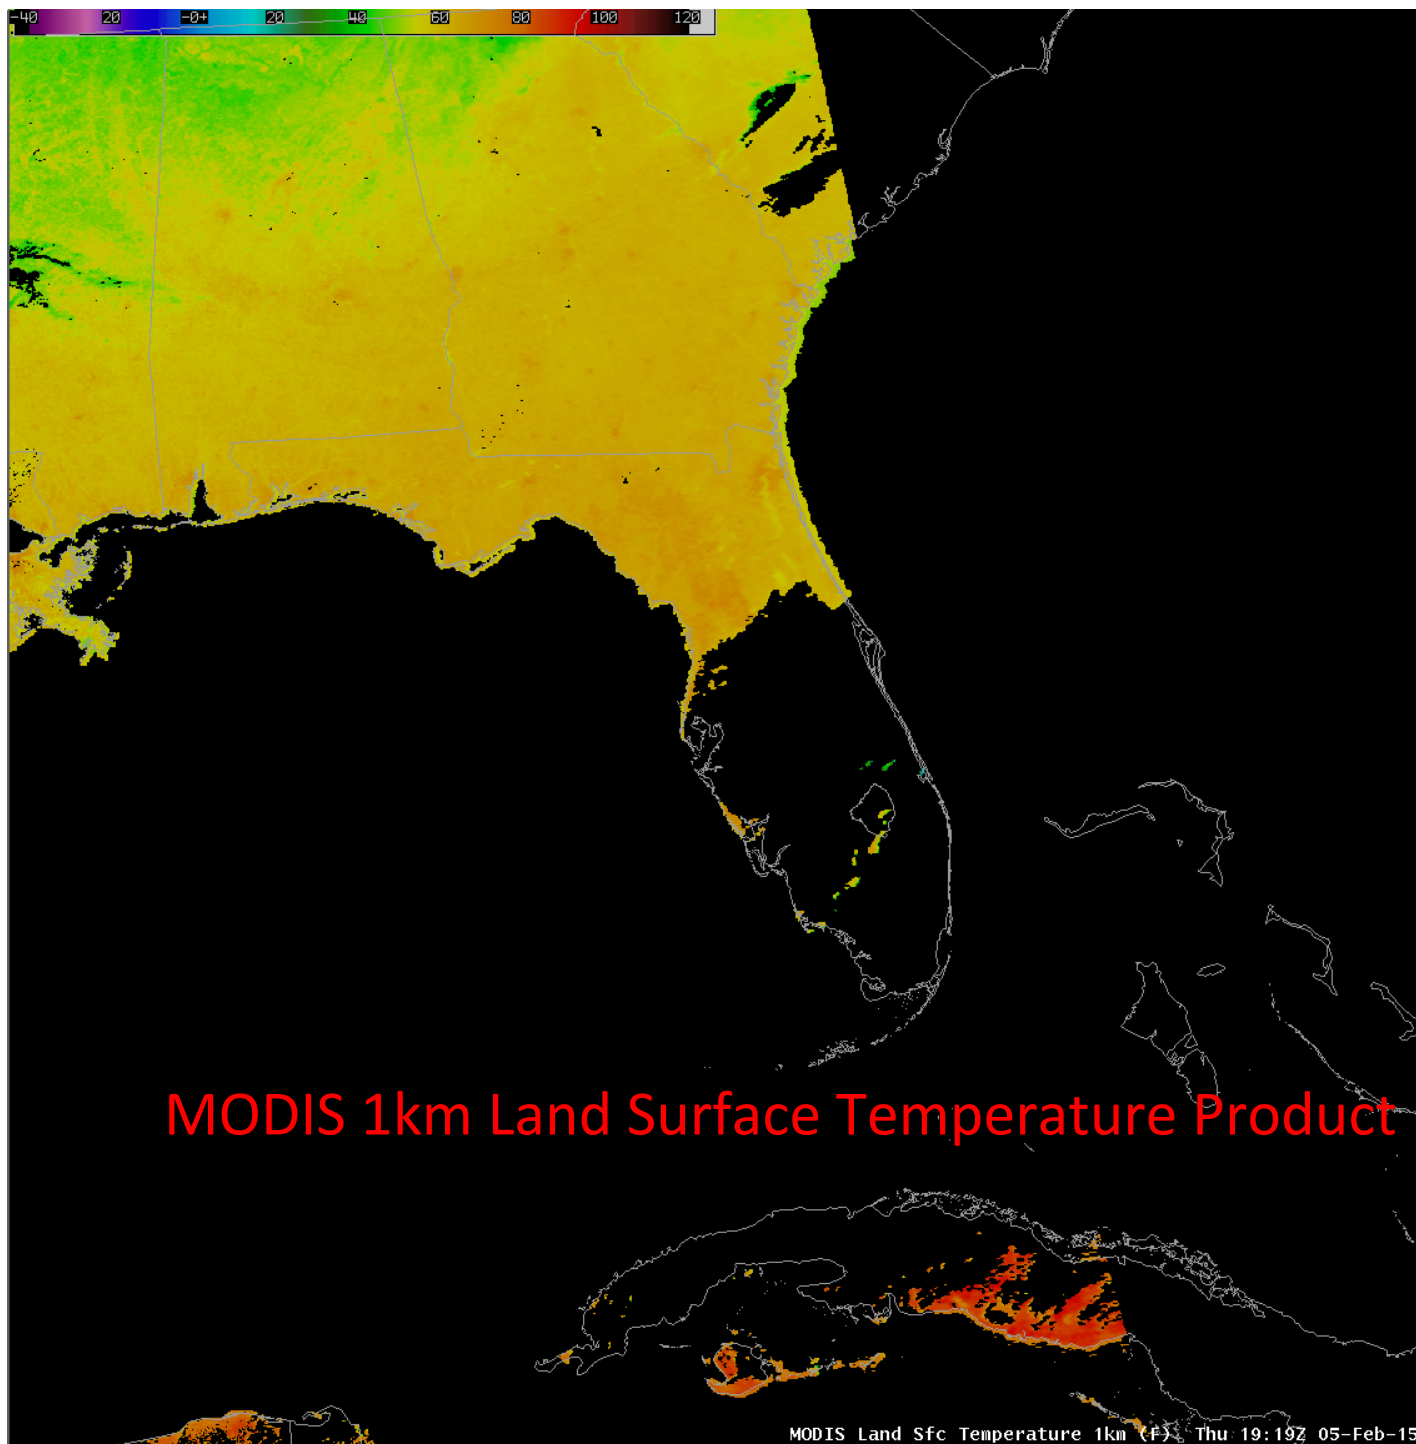 -40 20 -0+ 20 40 60 80 100 120
MODIS 1km Land Surface Temperature Product
MODIS Land Sfc Temperature 1km (F) Thu 19:19Z 05-Feb-15